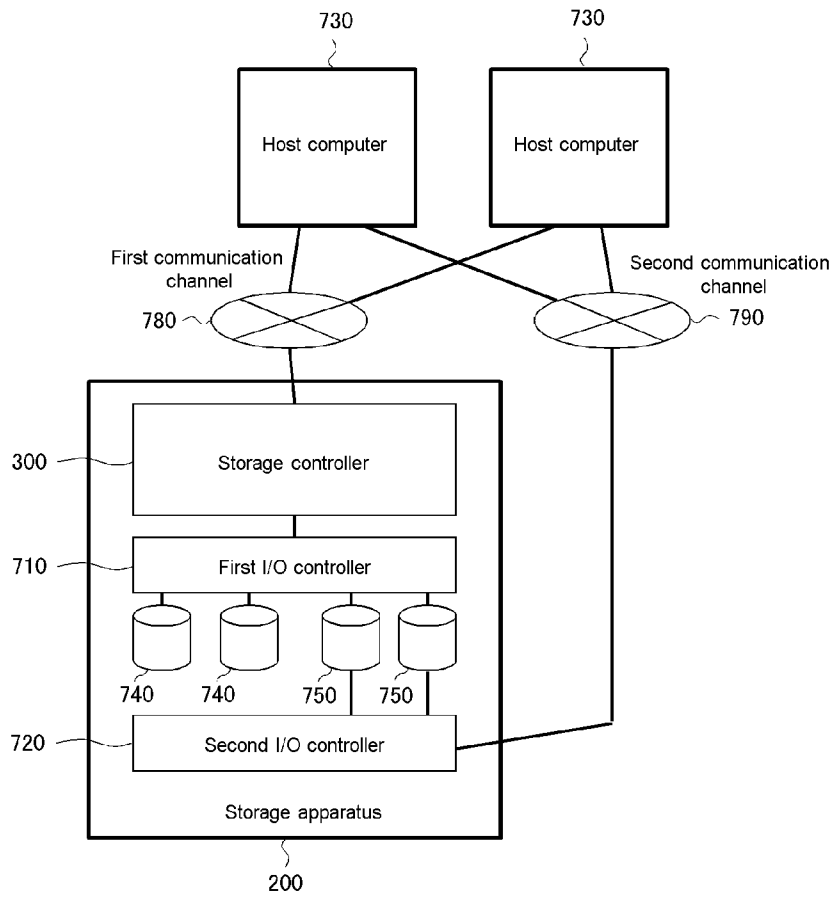 730
730
Host computer
Host computer
First communication
channel
Second communication
channel
780
790
300
Storage controller
710
First I/O controller
740
740
750
750
720
Second I/O controller
Storage apparatus
200